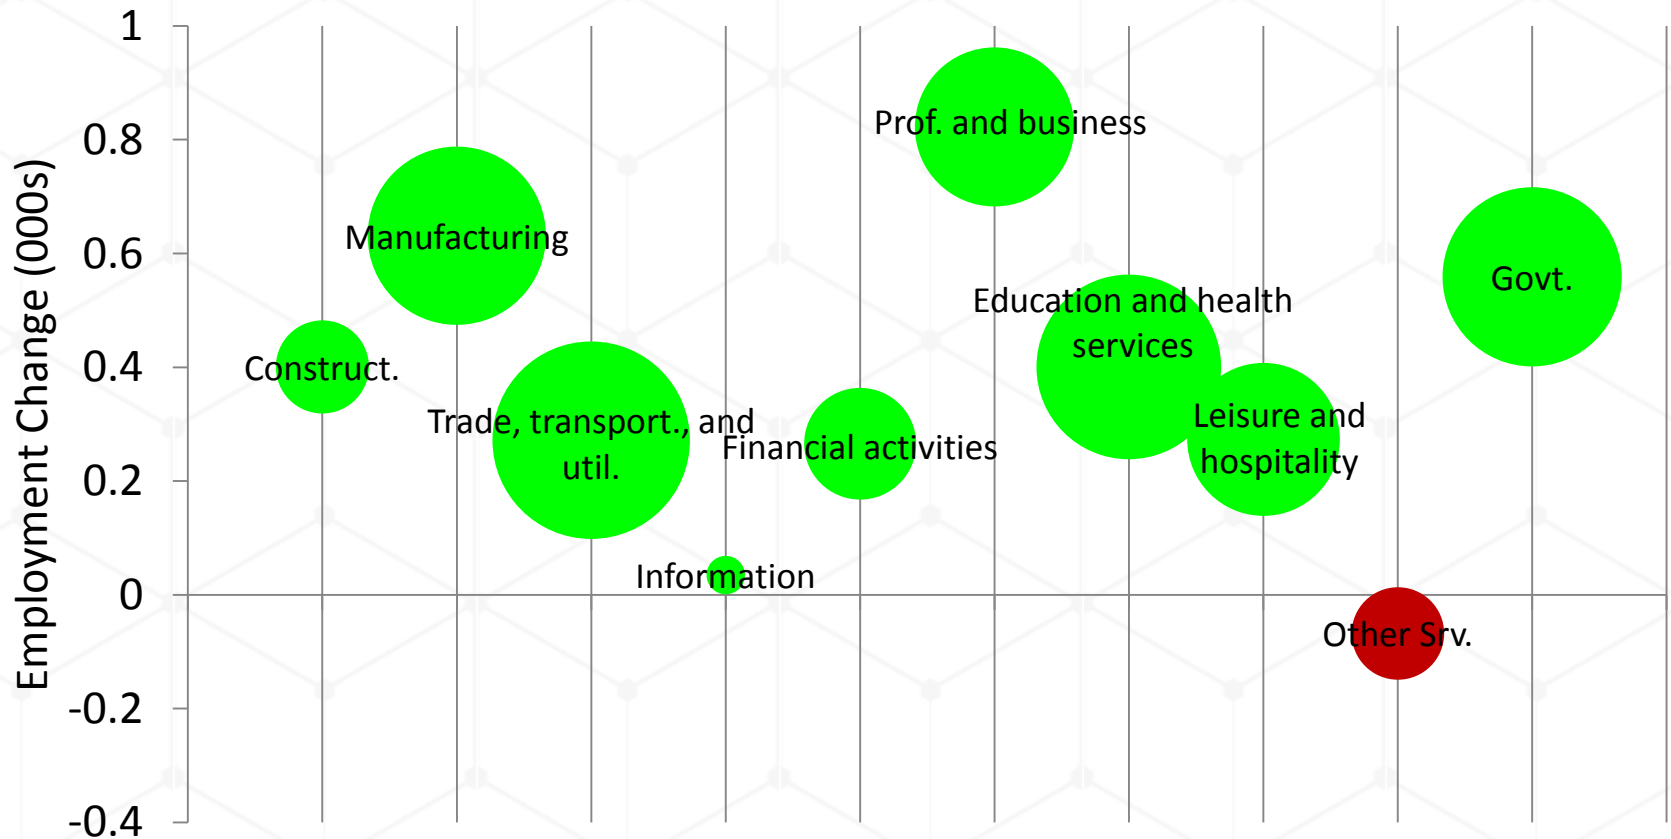 Employment Change (000s)
1
0.8
0.6
0.4
0.2
0
-0.2
-0.4
Construct.
Manufacturing
Trade, transport., and
util.
Information
Financial activities
Prof. and business
Education and health
services
Leisure and
hospitality
Other Srv.
Govt.